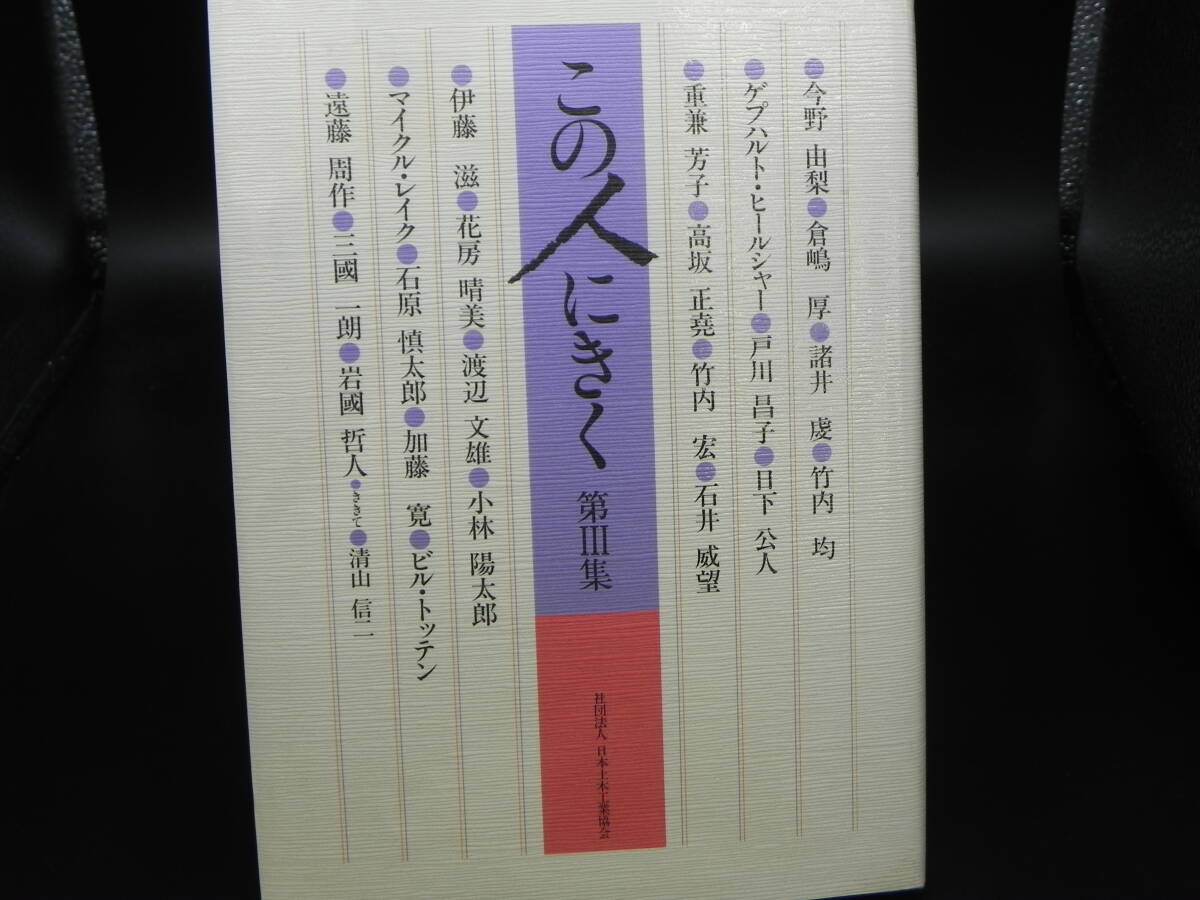 ●今野 由梨●倉嶋 厚●諸井 虔●竹内 均
●ゲプハルト・ヒールシャー●戸川 昌子●日下 公人
●重兼 芳子●高坂 正堯●竹内 宏●石井 威望
この人にきく 第III集
社団法人 日本土木工業協会
●伊藤 滋●花房 晴美●渡辺 文雄●小林 陽太郎
●マイクル・レイク●石原 慎太郎●加藤 寛●ビル・トッテン
●遠藤 周作●三國 一朗●岩國 哲人●ききて●清山 信二